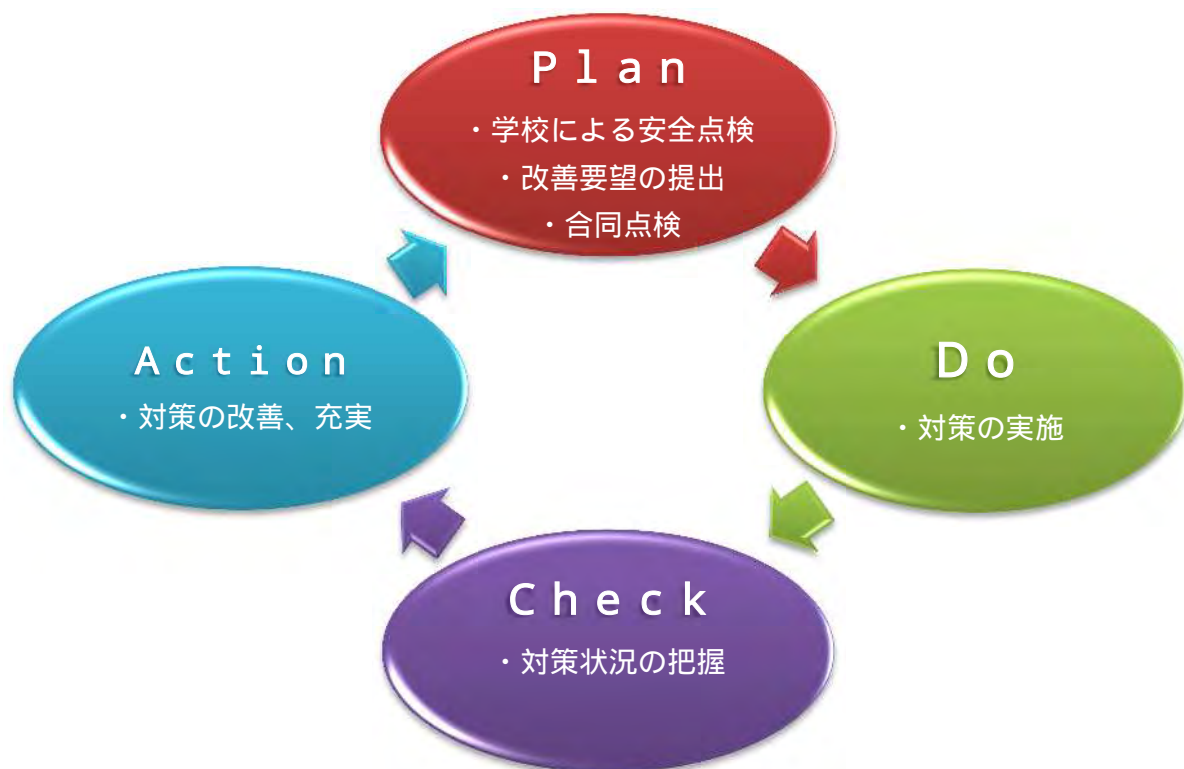 Plan
・学校による安全点検
・改善要望の提出
・合同点検
Do
・対策の実施
Check
・対策状況の把握
Action
・対策の改善、充実